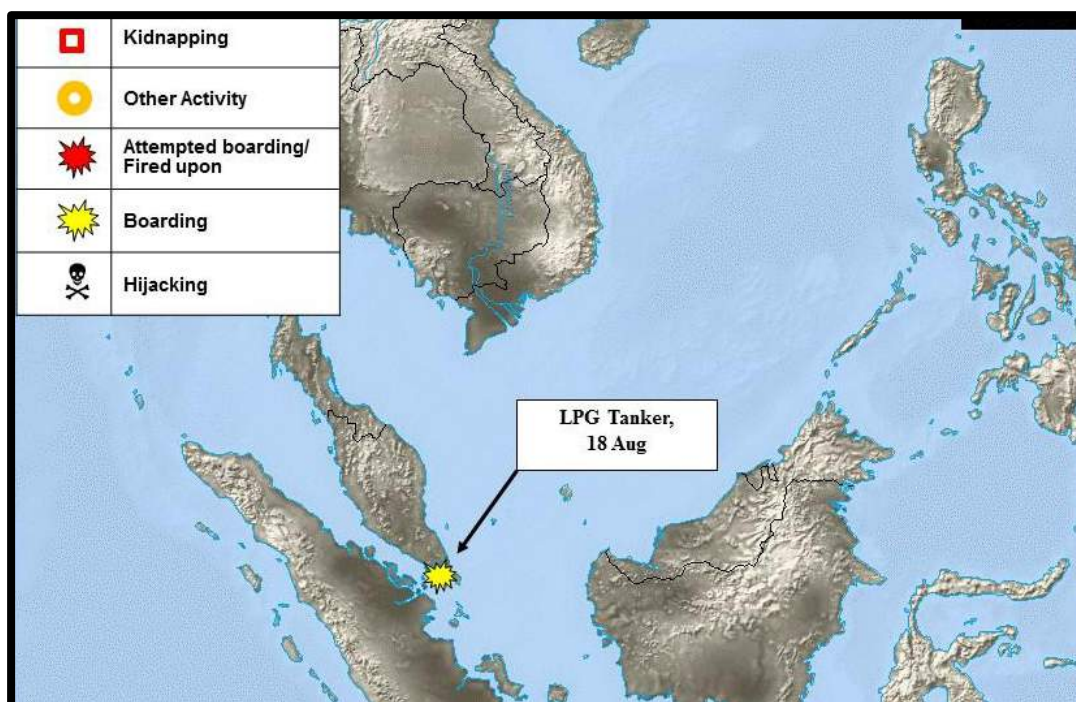 Kidnapping
Other Activity
Attempted boarding/
Fired upon
Boarding
Hijacking
LPG Tanker,
18 Aug